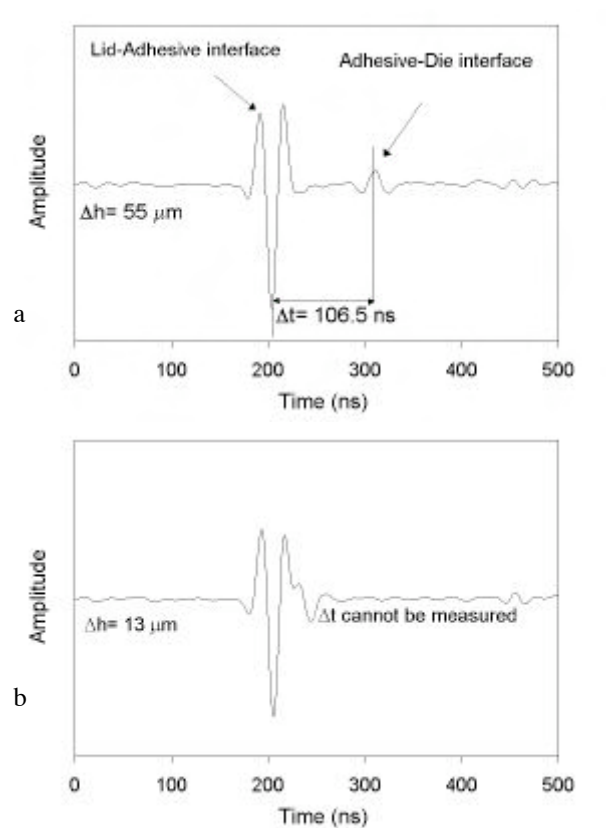 Lid-Adhesive interface
Adhesive-Die interface
Amplitude
Δh= 55 μm
a
Δt= 106.5 ns
0 100 200 300 400 500
Time (ns)
Amplitude
Δh= 13 μm
Δt cannot be measured
b
0 100 200 300 400 500
Time (ns)